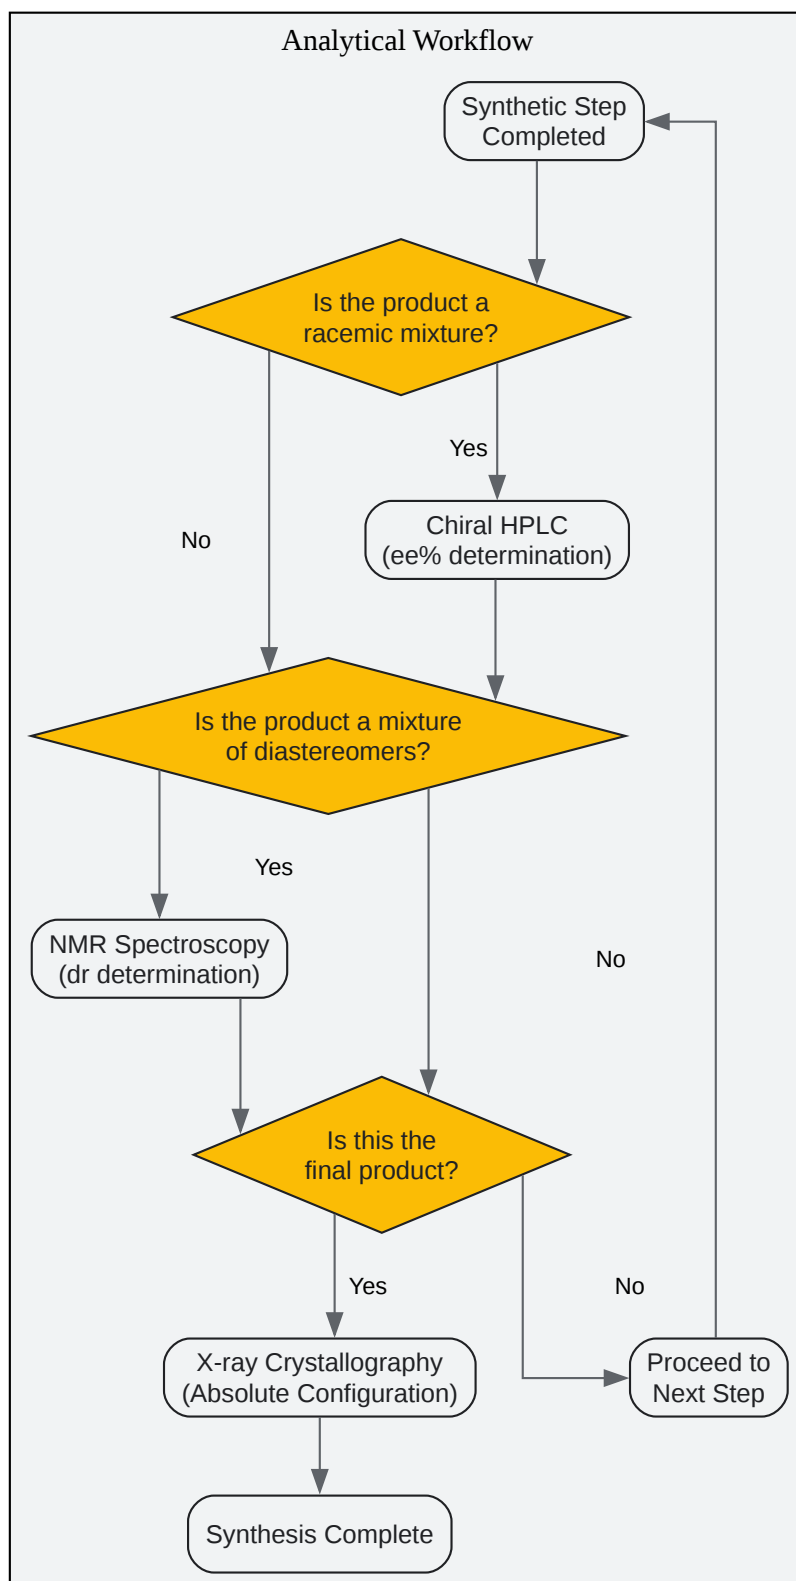 Analytical Workflow
Synthetic Step
Completed
Is the product a
racemic mixture?
Yes
No
Chiral HPLC
(ee% determination)
Is the product a mixture
of diastereomers?
Yes
No
NMR Spectroscopy
(dr determination)
Is this the
final product?
Yes
No
X-ray Crystallography
(Absolute Configuration)
Proceed to
Next Step
Synthesis Complete